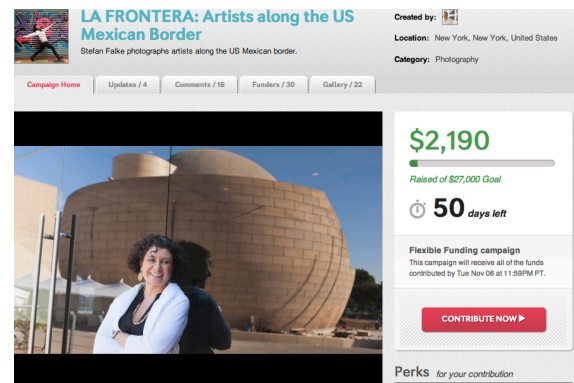 LA FRONTERA: Artists along the US
Mexican Border
Stefan Falke photographs artists along the US Mexican border.
Created by:
Location: New York, New York, United States
Category: Photography
Campaign Home
Updates / 4
Comments / 16
Funders / 30
Gallery / 22
$2,190
Raised of $27,000 Goal
50 days left
Flexible Funding campaign
This campaign will receive all of the funds
contributed by Tue Nov 06 at 11:59PM PT.
CONTRIBUTE NOW
Perks for your contribution